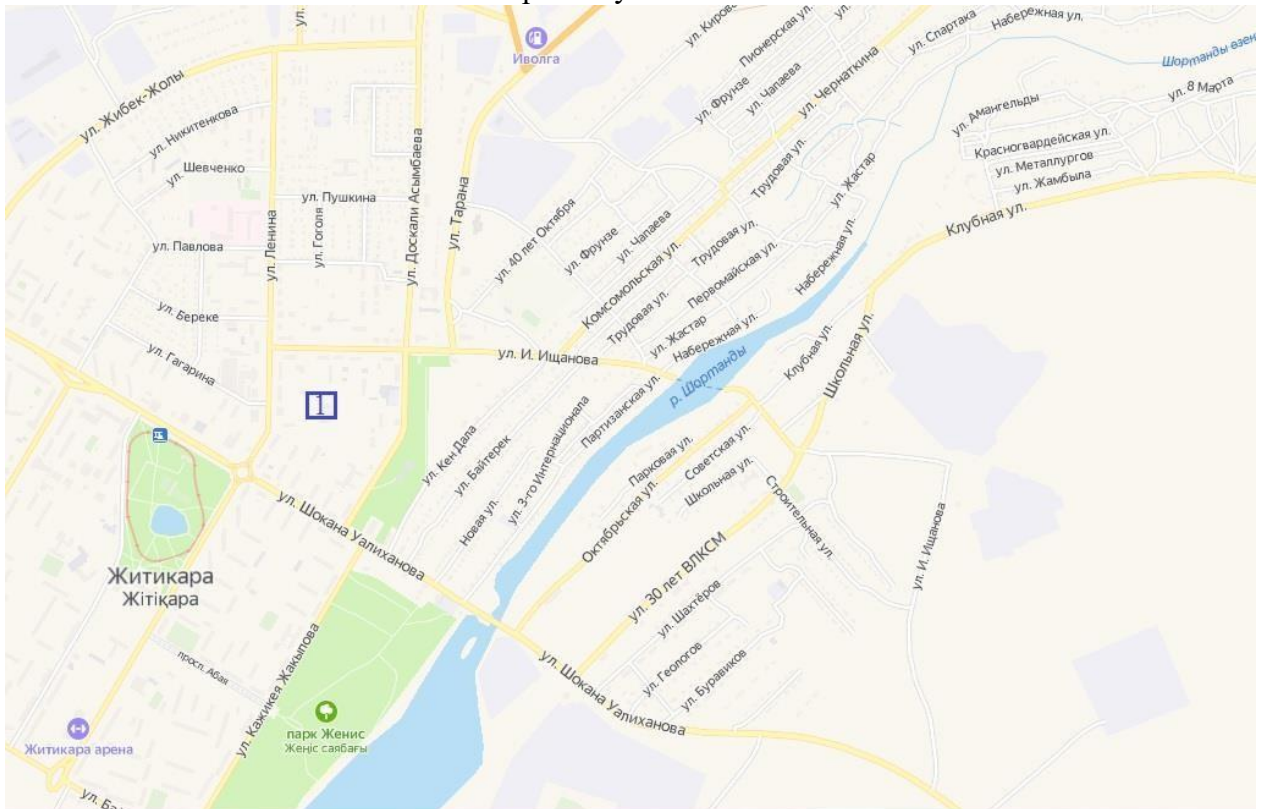 ул. Киров
Пионерская ул.
ул.
ул. Спартака
Набережная ул.
ул.
Иволга
Шортанды өзен
ул. Жибек-Жолы
ул. Никитенкова
ул. Фрунзе
ул. Чапаева
ул. Чернаткина
ул. Амангельды
ул. 8 Марта
Красногвардейская ул.
ул. Металлургов
ул. Жамбыла
ул. Шевченко
ул. Пушкина
ул. Доскали Асымбаева
ул. Тарана
Трудовая ул.
ул. Жастар
Клубная ул.
ул. Павлова
ул. Ленина
ул. Гоголя
ул. 40 лет Октября
ул. Фрунзе
ул. Чапаева
Трудовая ул.
Первомайская ул.
Набережная ул.
ул. Береке
Комсомольская ул.
Трудовая ул.
ул. Жастар
Набережная ул.
ул. Гагарина
ул. И. Ищанова
р. Шортанды
Клубная ул.
Школьная ул.
1
Партизанская ул.
ул. Кен Дала
ул. Байтерек
Новая ул.
ул. 3-го Интернационала
Парковая ул.
Советская ул.
Школьная ул.
Октябрьская ул.
Строительная ул.
ул. Шокана Уалиханова
ул. И. Ищанова
ул. 30 лет ВЛКСМ
Житикара
Жітіқара
ул. Шахтёров
ул. Геологов
ул. Буравиков
просп. Абая
ул. Кажикея Жакыпова
ул. Шокана Уалиханова
парк Женис
Жеңіс саябағы
Житикара арена
ул. Ба